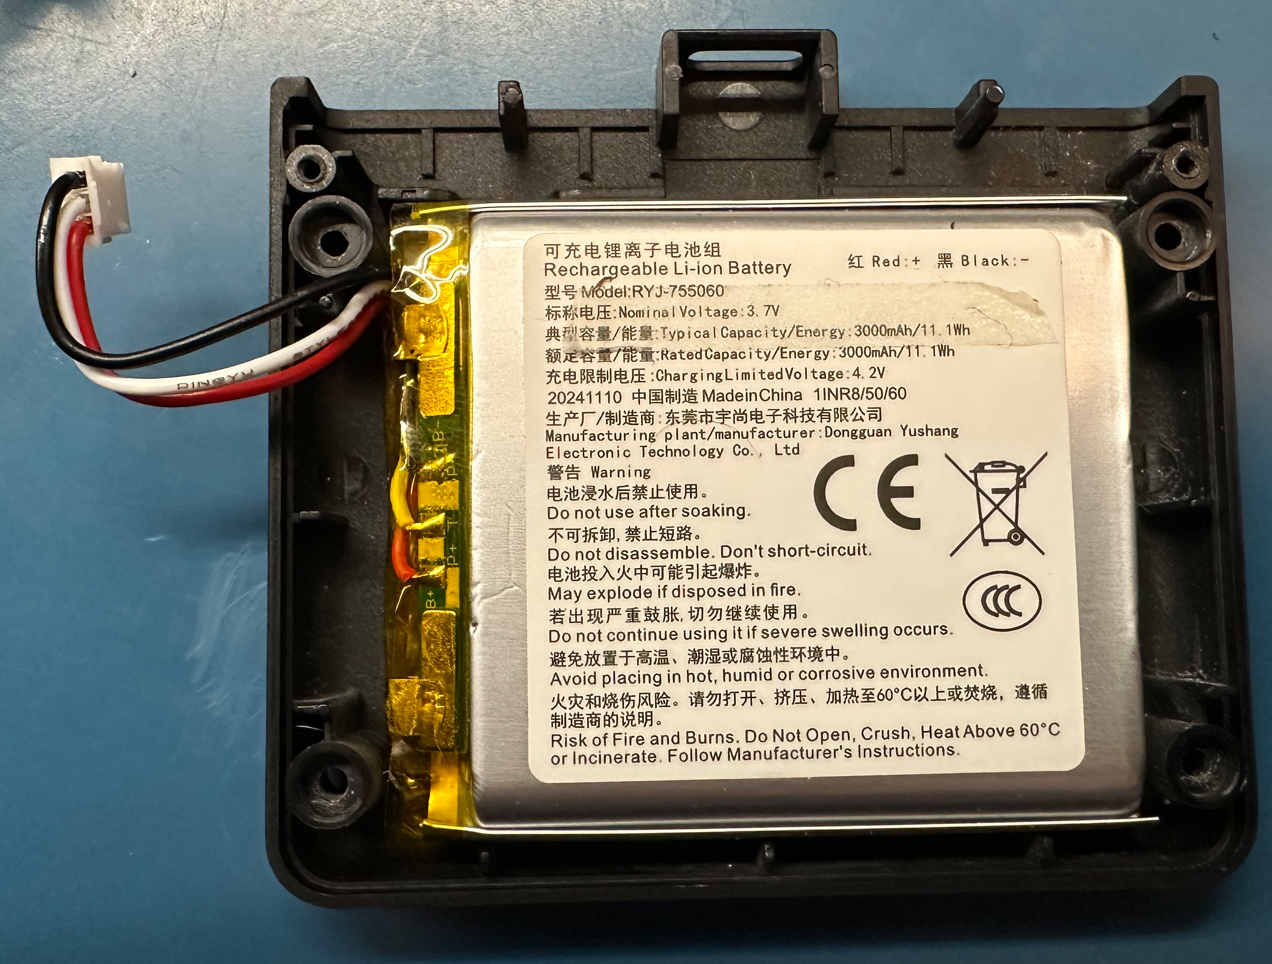 可充电锂离子电池组
Rechargeable Li-ion Battery
红 Red:+ 黑 Black:-
型号 Model:RYJ-755060
标称电压:NominalVoltage:3.7V
典型容量/能量:TypicalCapacity/Energy:3000mAh/11.1Wh
额定容量/能量:RatedCapacity/Energy:3000mAh/11.1Wh
充电限制电压:ChargingLimitedVoltage:4.2V
20241110 中国制造 MadeinChina 1INR8/50/60
生产厂/制造商:东莞市宇尚电子科技有限公司
Manufacturing plant/manufacturer:Dongguan Yushang
Electronic Technology Co., Ltd
警告 Warning
电池浸水后禁止使用。
Do not use after soaking.
不可拆卸,禁止短路。
Do not disassemble. Don't short-circuit.
电池投入火中可能引起爆炸。
May explode if disposed in fire.
若出现严重鼓胀,切勿继续使用。
Do not continue using it if severe swelling occurs.
避免放置于高温、潮湿或腐蚀性环境中。
Avoid placing in hot, humid or corrosive environment.
火灾和烧伤风险。请勿打开、挤压、加热至60°C以上或焚烧，遵循
制造商的说明。
Risk of Fire and Burns. Do Not Open, Crush, Heat Above 60°C
or Incinerate. Follow Manufacturer's Instructions.
CE
CCC
B-
P+
B+